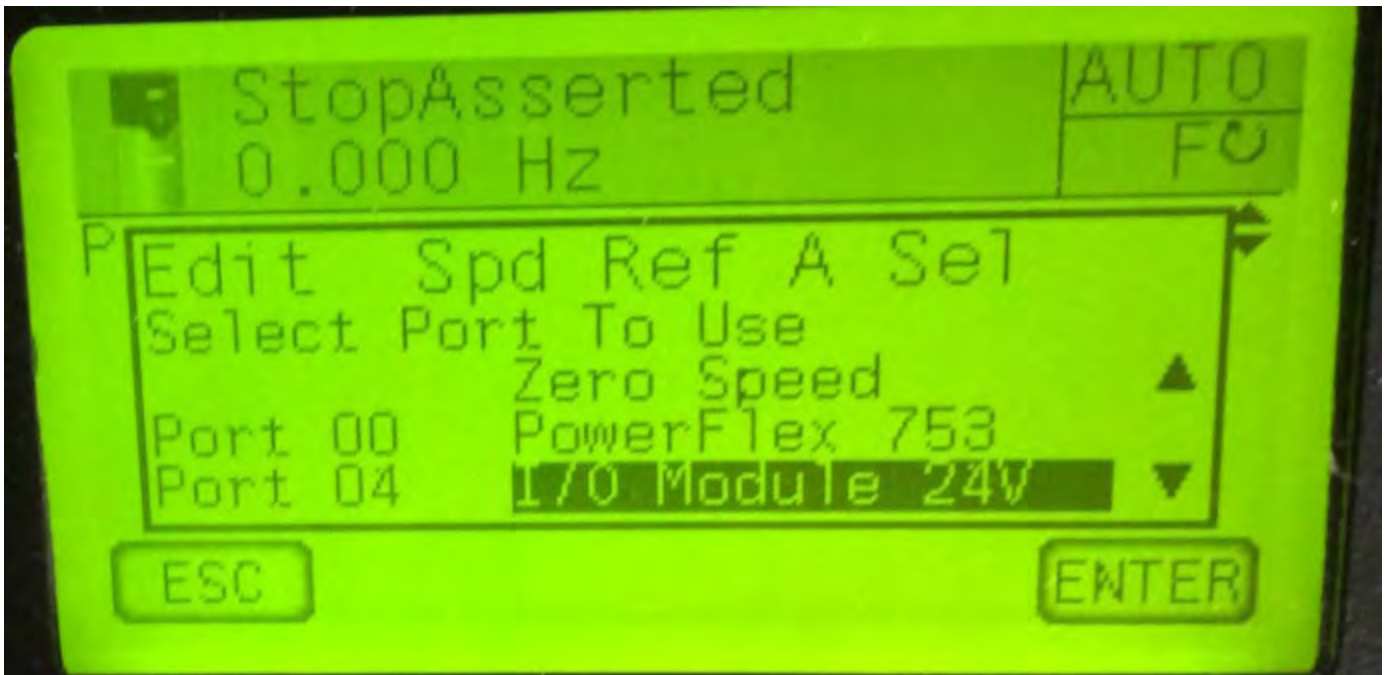 StopAsserted
AUTO
0.000 Hz
F
P
Edit Spd Ref A Sel
Select Port To Use
Zero Speed
Port 00 PowerFlex 753
Port 04 I/O Module 24V
ESC
ENTER